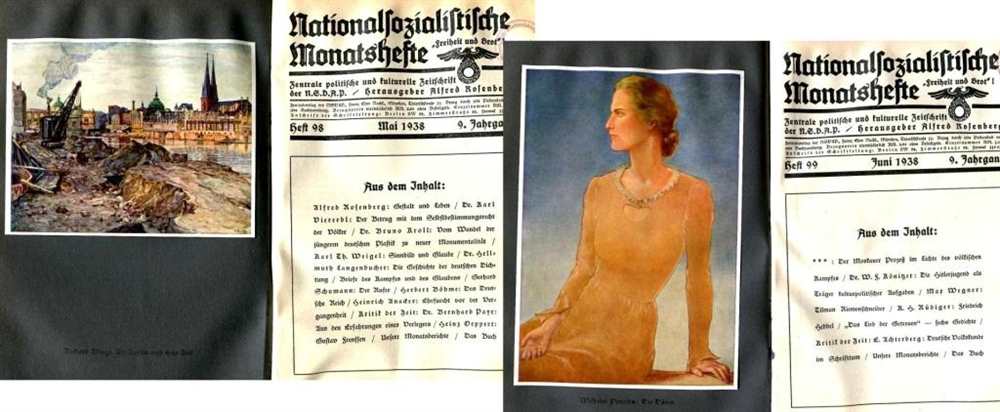 Nationalsozialistische
Monatshefte „Freiheit und Brot“!
Zentrale politische und kulturelle Zeitschrift
der N.S.D.A.P. / Herausgeber Alfred Rosenbe
Heft 98 Mai 1938 9. Jahrgan
Aus dem Inhalt:
Alfred Rosenberg: Gestalt und Leben / Dr. Karl
Viererbl: Der Betrug mit dem Selbstbestimmungsrecht
der Völker / Dr. Bruno Kroll: Vom Wandel der
jüngeren deutschen Plastik zu neuer Monumentalität /
Karl Th. Weigel: Sinnbild und Glaube / Dr. Hell-
muth Langenbucher: Die Geschichte der deutschen Dich-
tung / Briefe des Kampfes und des Glaubens / Gerhard
Schumann: Der Rufer / Herbert Böhme: Das Deut-
sche Reich / Heinrich Anacker: Ehrfurcht vor der Ver-
gangenheit / Kritik der Zeit: Dr. Bernhard Payr:
Aus den Erfahrungen eines Verlegers / Heinz Oeppert:
Gustav Frenssen / Unsere Monatsberichte / Das Buch
Nationalsozialistische
Monatshefte „Freiheit und Brot“!
Zentrale politische und kulturelle Zeitschrift
der N.S.D.A.P. / Herausgeber Alfred Rosenber
Heft 99 Juni 1938 9. Jahrgan
Aus dem Inhalt:
***: Der Moskauer Prozeß im Lichte des völkischen
Kampfes / Dr. W. F. Könitzer: Die Hitlerjugend als
Träger kulturpolitischer Aufgaben / Max Wegner:
Tilman Riemenschneider / K. H. Rüdiger: Friedrich
Hebbel / „Das Lied der Getreuen“ — sechs Gedichte /
Kritik der Zeit: E. Achterberg: Deutsche Volkskunde
im Schrifttum / Unsere Monatsberichte / Das Buch